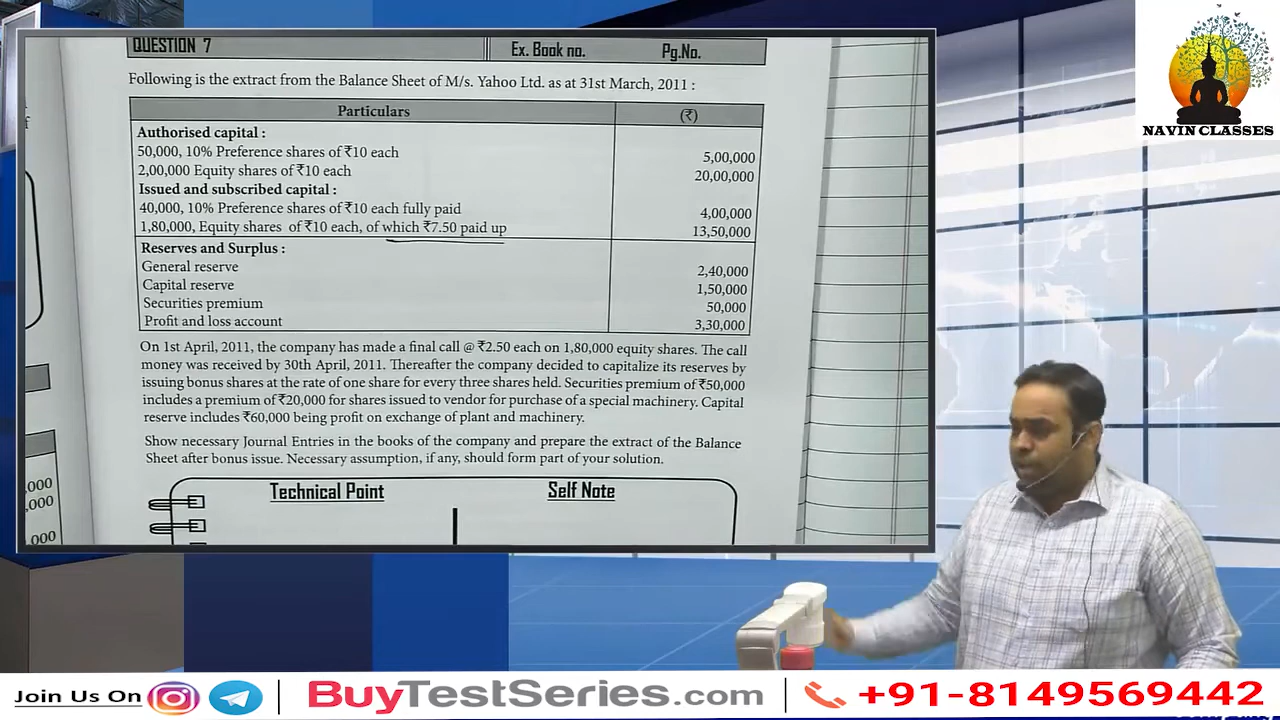 QUESTION 7 Ex. Book no. Pg.No.
Following is the extract from the Balance Sheet of M/s. Yahoo Ltd. as at 31st March, 2011 :
Particulars (₹)
Authorised capital :
50,000, 10% Preference shares of ₹10 each 5,00,000
2,00,000 Equity shares of ₹10 each 20,00,000
Issued and subscribed capital :
40,000, 10% Preference shares of ₹10 each fully paid 4,00,000
1,80,000, Equity shares of ₹10 each, of which ₹7.50 paid up 13,50,000
Reserves and Surplus :
General reserve 2,40,000
Capital reserve 1,50,000
Securities premium 50,000
Profit and loss account 3,30,000
On 1st April, 2011, the company has made a final call @ ₹2.50 each on 1,80,000 equity shares. The call
money was received by 30th April, 2011. Thereafter the company decided to capitalize its reserves by
issuing bonus shares at the rate of one share for every three shares held. Securities premium of ₹50,000
includes a premium of ₹20,000 for shares issued to vendor for purchase of a special machinery. Capital
reserve includes ₹60,000 being profit on exchange of plant and machinery.
Show necessary Journal Entries in the books of the company and prepare the extract of the Balance
Sheet after bonus issue. Necessary assumption, if any, should form part of your solution.
Technical Point Self Note
,000
,000
,000
NAVIN CLASSES
Join Us On BuyTestSeries.com +91-8149569442